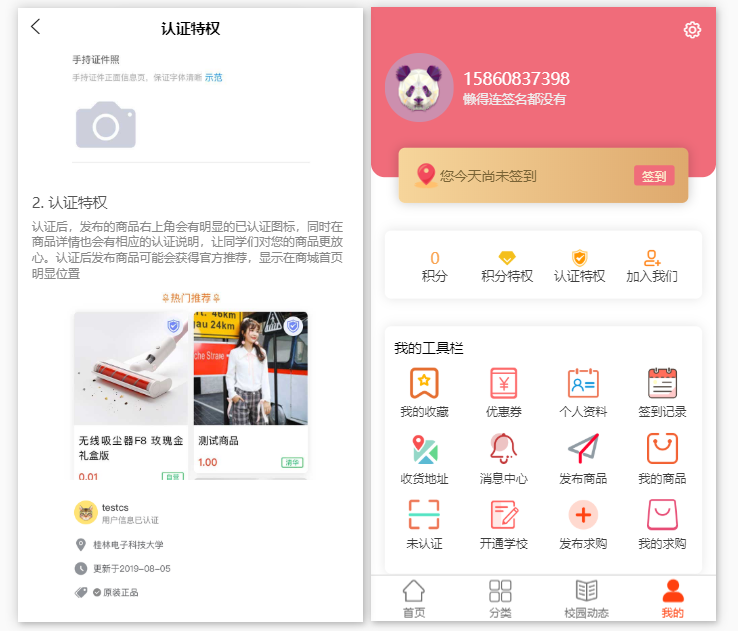 认证特权
手持证件照
手持证件正面信息页，保证字体清晰 示范
2. 认证特权
认证后，发布的商品右上角会有明显的已认证图标，同时在
商品详情也会有相应的认证说明，让同学们对您的商品更放
心。认证后发布商品可能会获得官方推荐，显示在商城首页
明显位置
热门推荐
gau 24km
che Strave
无线吸尘器F8 玫瑰金
礼盒版
0.01
自营
测试商品
1.00
清华
testcs
用户信息已认证
桂林电子科技大学
更新于2019-08-05
原装正品
15860837398
懒得连签名都没有
您今天尚未签到
签到
0
积分
积分特权
认证特权
加入我们
我的工具栏
我的收藏
优惠券
个人资料
签到记录
收货地址
消息中心
发布商品
我的商品
未认证
开通学校
发布求购
我的求购
首页
分类
校园动态
我的